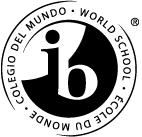 COLEGIO DEL MUNDO · WORLD SCHOOL · ÉCOLE DU MONDE ·
ib
®